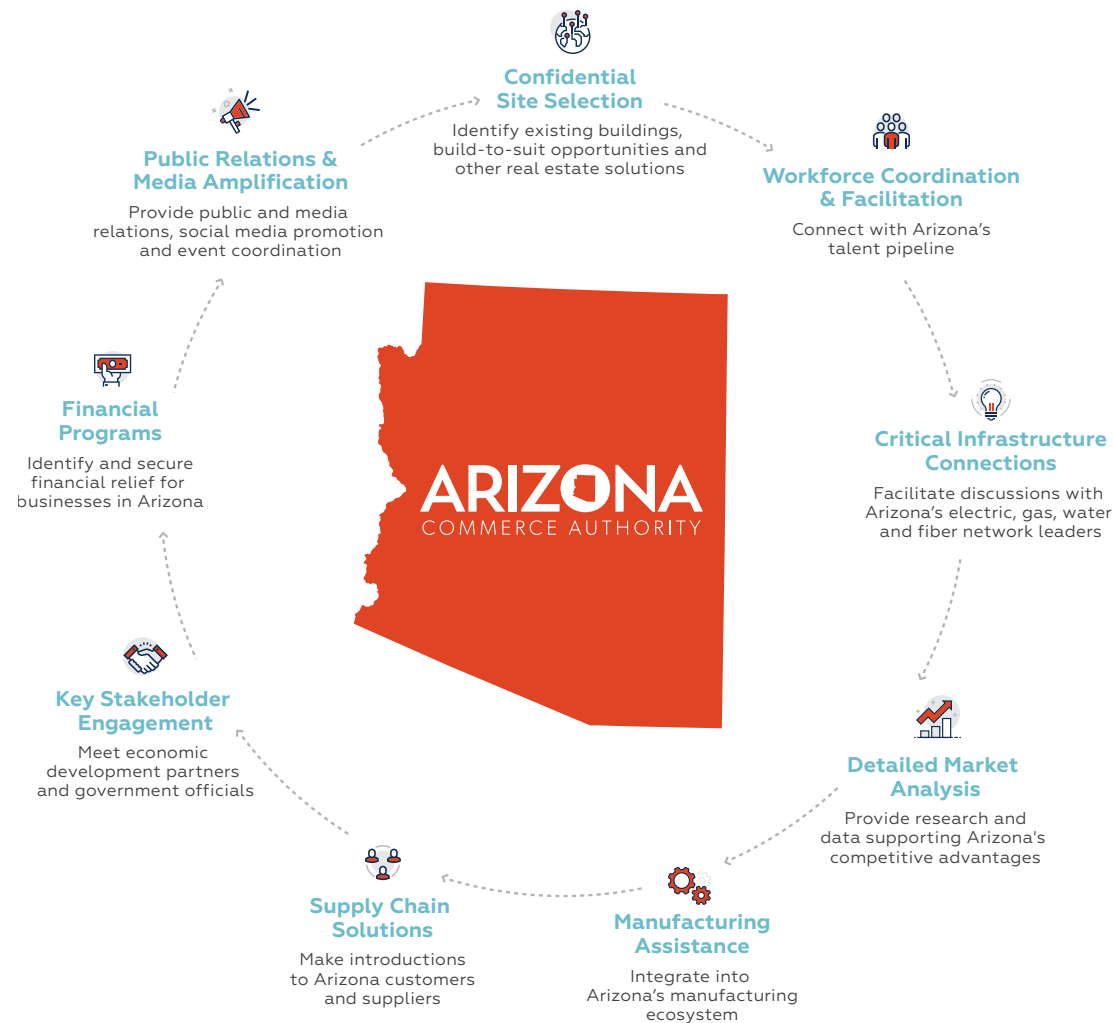 Confidential
Site Selection
Identify existing buildings,
build-to-suit opportunities and
other real estate solutions
Workforce Coordination
& Facilitation
Connect with Arizona’s
talent pipeline
Critical Infrastructure
Connections
Facilitate discussions with
Arizona’s electric, gas, water
and fiber network leaders
Detailed Market
Analysis
Provide research and
data supporting Arizona's
competitive advantages
Manufacturing
Assistance
Integrate into
Arizona’s manufacturing
ecosystem
Supply Chain
Solutions
Make introductions
to Arizona customers
and suppliers
Key Stakeholder
Engagement
Meet economic
development partners
and government officials
Financial
Programs
Identify and secure
financial relief for
businesses in Arizona
Public Relations &
Media Amplification
Provide public and media
relations, social media promotion
and event coordination
ARIZONA
COMMERCE AUTHORITY